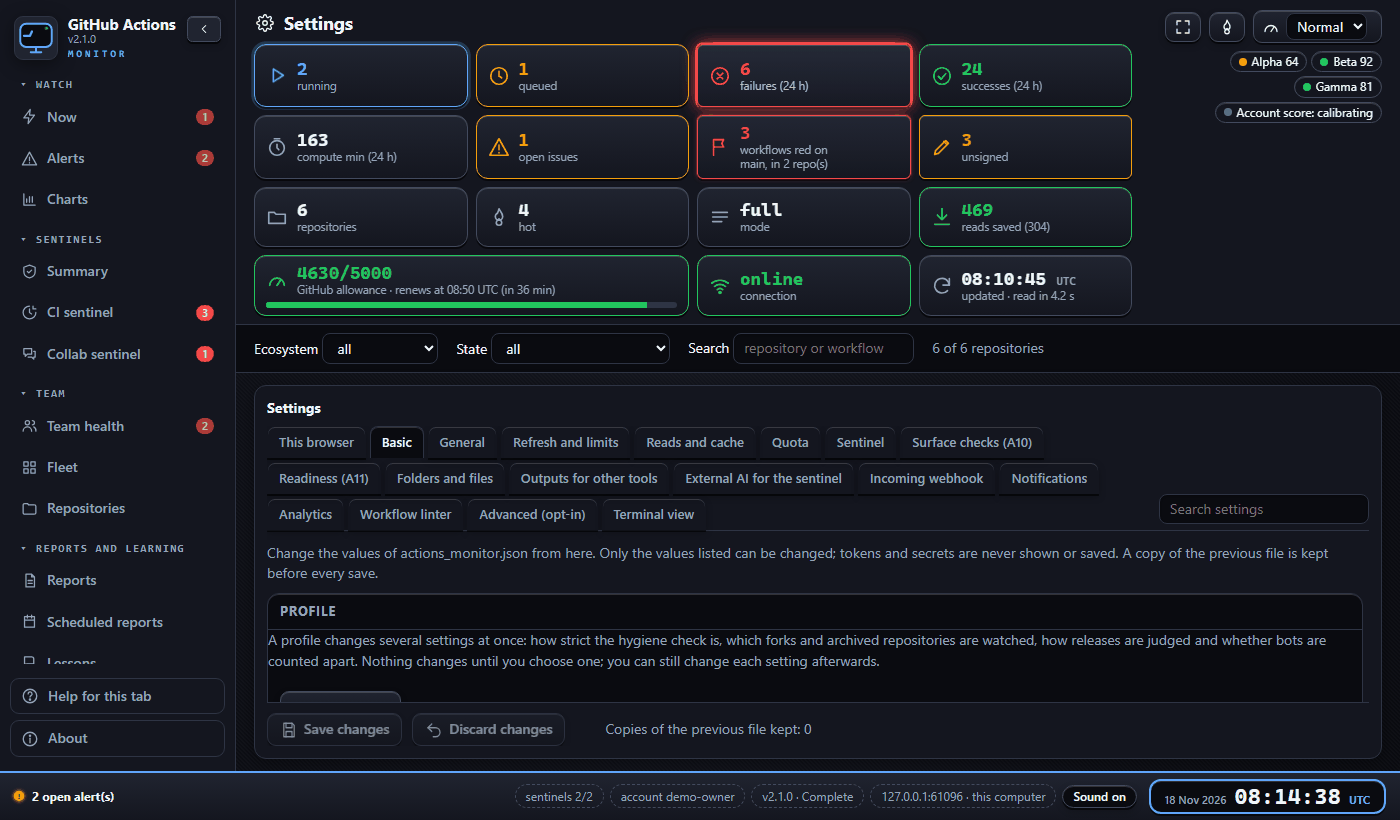 GitHub Actions
v2.1.0
MONITOR
WATCH
Now 1
Alerts 2
Charts
SENTINELS
Summary
CI sentinel 3
Collab sentinel 1
TEAM
Team health 2
Fleet
Repositories
REPORTS AND LEARNING
Reports
Scheduled reports
Lessons
Help for this tab
About
Settings
Normal
Alpha 64
Beta 92
Gamma 81
Account score: calibrating
2
running
1
queued
6
failures (24 h)
24
successes (24 h)
163
compute min (24 h)
1
open issues
3
workflows red on
main, in 2 repo(s)
3
unsigned
6
repositories
4
hot
full
mode
469
reads saved (304)
4630/5000
GitHub allowance · renews at 08:50 UTC (in 36 min)
online
connection
08:10:45 UTC
updated · read in 4.2 s
Ecosystem all State all Search repository or workflow 6 of 6 repositories
Settings
This browser Basic General Refresh and limits Reads and cache Quota Sentinel Surface checks (A10)
Readiness (A11) Folders and files Outputs for other tools External AI for the sentinel Incoming webhook Notifications
Analytics Workflow linter Advanced (opt-in) Terminal view Search settings
Change the values of actions_monitor.json from here. Only the values listed can be changed; tokens and secrets are never shown or saved. A copy of the previous file is kept
before every save.
PROFILE
A profile changes several settings at once: how strict the hygiene check is, which forks and archived repositories are watched, how releases are judged and whether bots are
counted apart. Nothing changes until you choose one; you can still change each setting afterwards.
Save changes Discard changes Copies of the previous file kept: 0
2 open alert(s) sentinels 2/2 account demo-owner v2.1.0 · Complete 127.0.0.1:61096 · this computer Sound on 18 Nov 2026 08:14:38 UTC